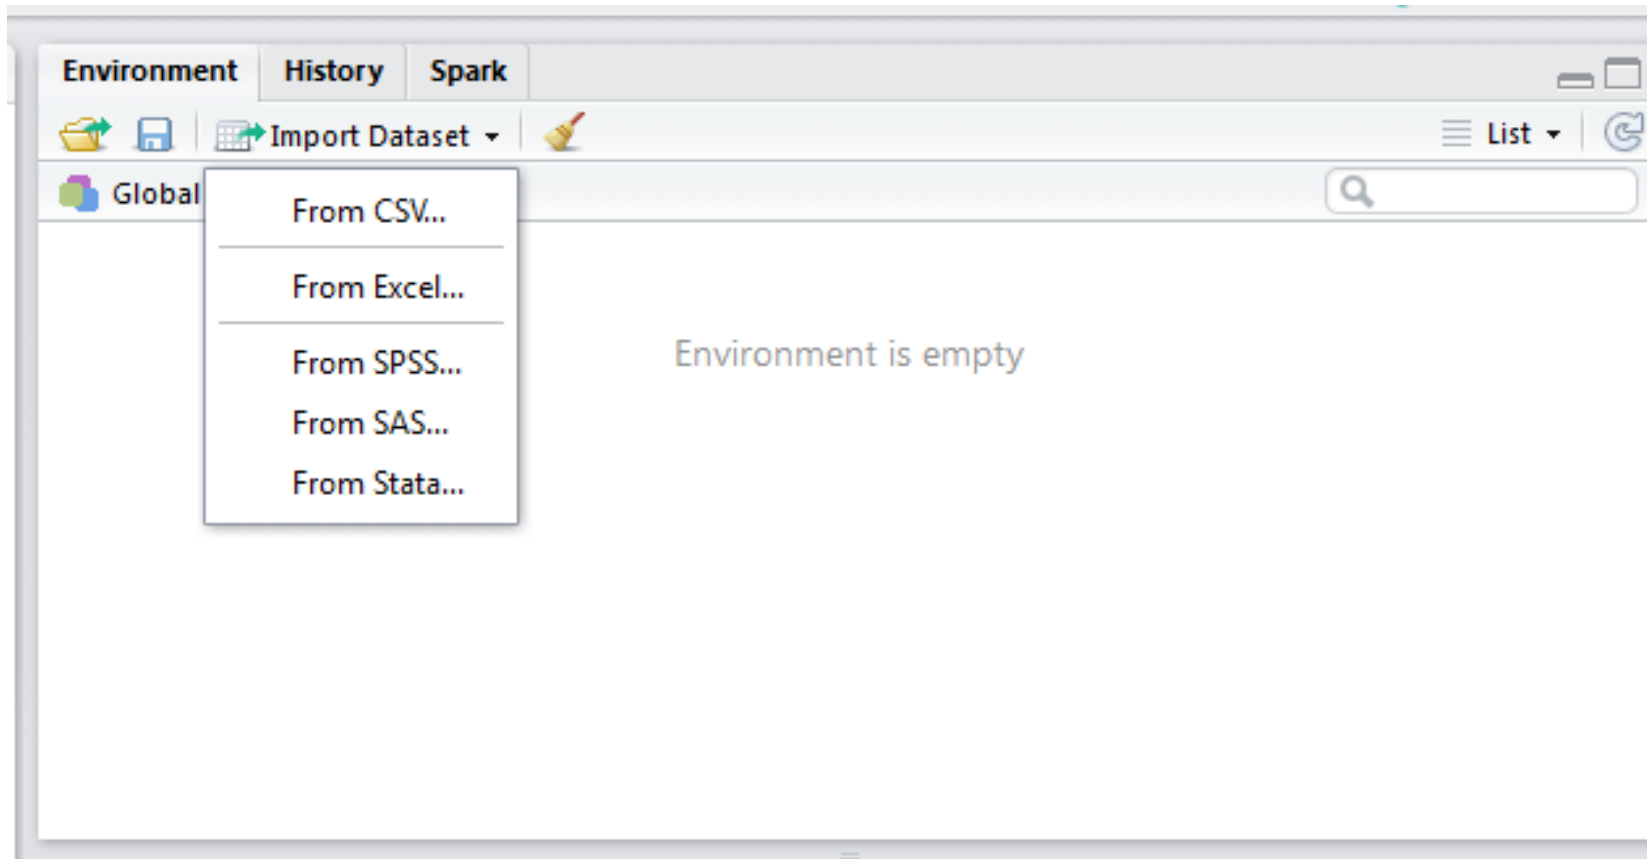 Environment History Spark
Import Dataset List
Global
From CSV...
From Excel...
From SPSS...
From SAS...
From Stata...
Environment is empty